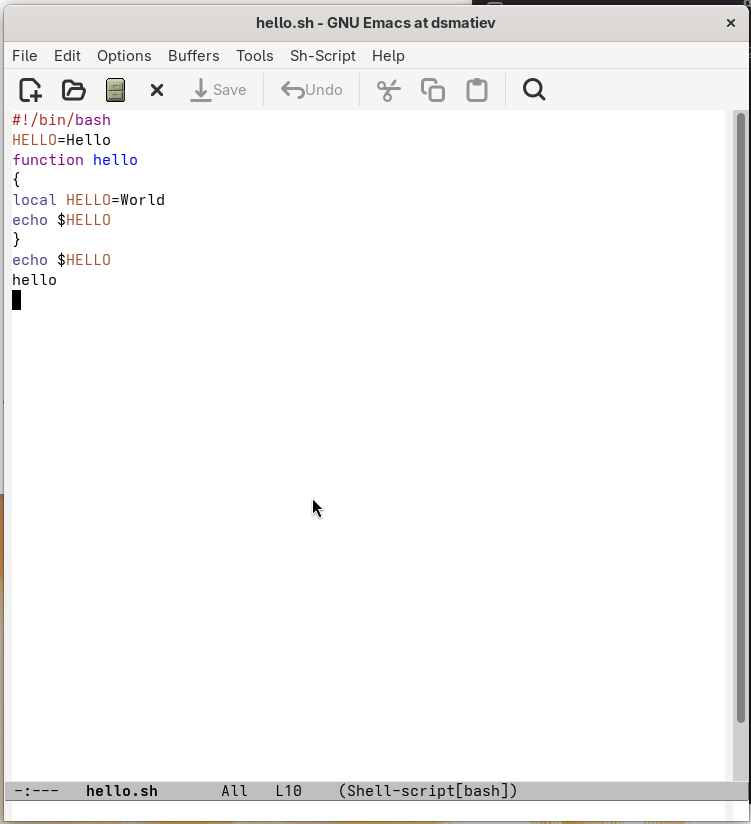 hello.sh - GNU Emacs at dsmatiev
File Edit Options Buffers Tools Sh-Script Help
Save Undo
#!/bin/bash
HELLO=Hello
function hello
{
local HELLO=World
echo $HELLO
}
echo $HELLO
hello
-:--- hello.sh All L10 (Shell-script[bash])